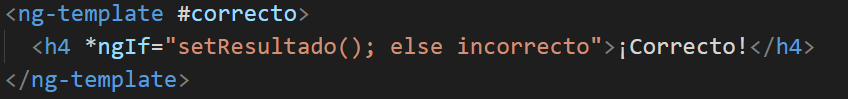 <ng-template #correcto>
  <h4 *ngIf="setResultado(); else incorrecto">¡Correcto!</h4>
</ng-template>